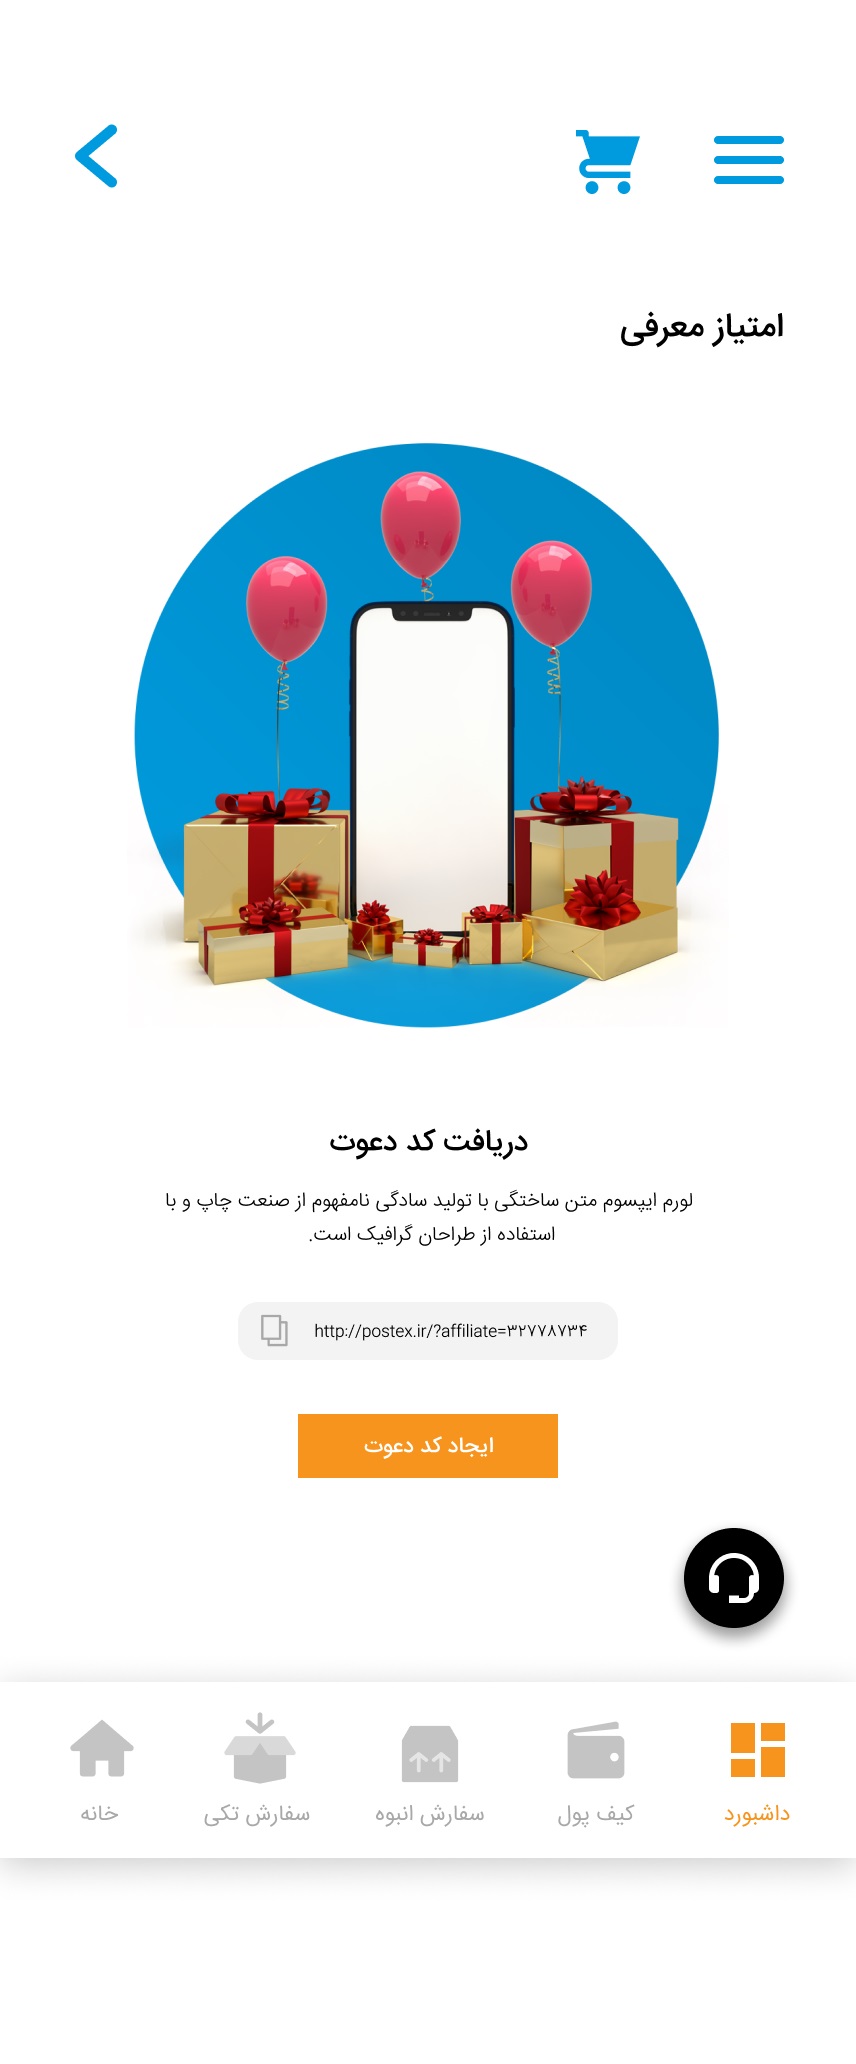 امتیاز معرفی
دریافت کد دعوت
لورم ایپسوم متن ساختگی با تولید سادگی نامفهوم از صنعت چاپ و با
استفاده از طراحان گرافیک است.
http://postex.ir/?affiliate=۳۲۷۷۸۷۳۴
ایجاد کد دعوت
داشبورد
کیف پول
سفارش انبوه
سفارش تکی
خانه